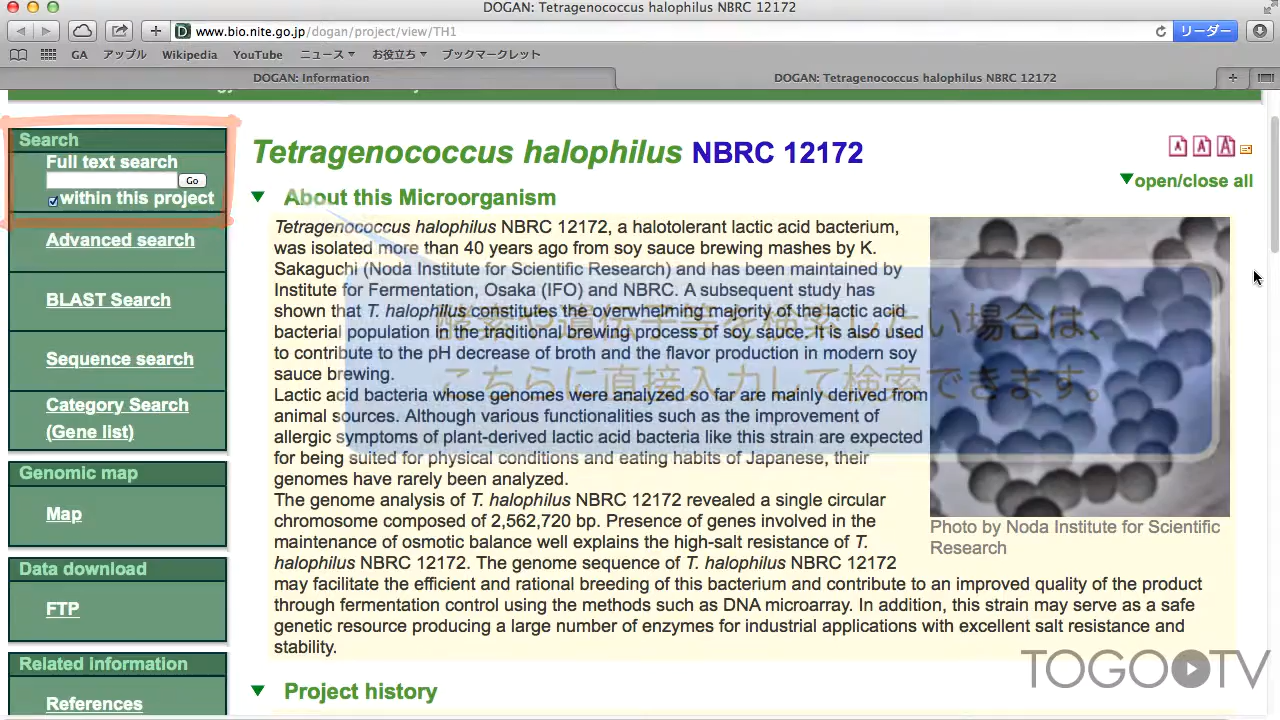 DOGAN: Tetragenococcus halophilus NBRC 12172
www.bio.nite.go.jp/dogan/project/view/TH1
リーダー
GA アップル Wikipedia YouTube ニュース お役立ち ブックマークレット
DOGAN: Information
DOGAN: Tetragenococcus halophilus NBRC 12172
Search
Full text search
Go
within this project
Advanced search
BLAST Search
Sequence search
Category Search
(Gene list)
Genomic map
Map
Data download
FTP
Related information
References
Tetragenococcus halophilus NBRC 12172
A A A
open/close all
About this Microorganism
Tetragenococcus halophilus NBRC 12172, a halotolerant lactic acid bacterium,
was isolated more than 40 years ago from soy sauce brewing mashes by K.
Sakaguchi (Noda Institute for Scientific Research) and has been maintained by
Institute for Fermentation, Osaka (IFO) and NBRC. A subsequent study has
shown that T. halophilus constitutes the overwhelming majority of the lactic acid
bacterial population in the traditional brewing process of soy sauce. It is also used
to contribute to the pH decrease of broth and the flavor production in modern soy
sauce brewing.
Lactic acid bacteria whose genomes were analyzed so far are mainly derived from
animal sources. Although various functionalities such as the improvement of
allergic symptoms of plant-derived lactic acid bacteria like this strain are expected
for being suited for physical conditions and eating habits of Japanese, their
genomes have rarely been analyzed.
The genome analysis of T. halophilus NBRC 12172 revealed a single circular
chromosome composed of 2,562,720 bp. Presence of genes involved in the
maintenance of osmotic balance well explains the high-salt resistance of T.
halophilus NBRC 12172. The genome sequence of T. halophilus NBRC 12172
may facilitate the efficient and rational breeding of this bacterium and contribute to an improved quality of the product
through fermentation control using the methods such as DNA microarray. In addition, this strain may serve as a safe
genetic resource producing a large number of enzymes for industrial applications with excellent salt resistance and
stability.
酵素や遺伝子等を検索したい場合は、
こちらに直接入力して検索できます。
Photo by Noda Institute for Scientific
Research
Project history
TOGO TV